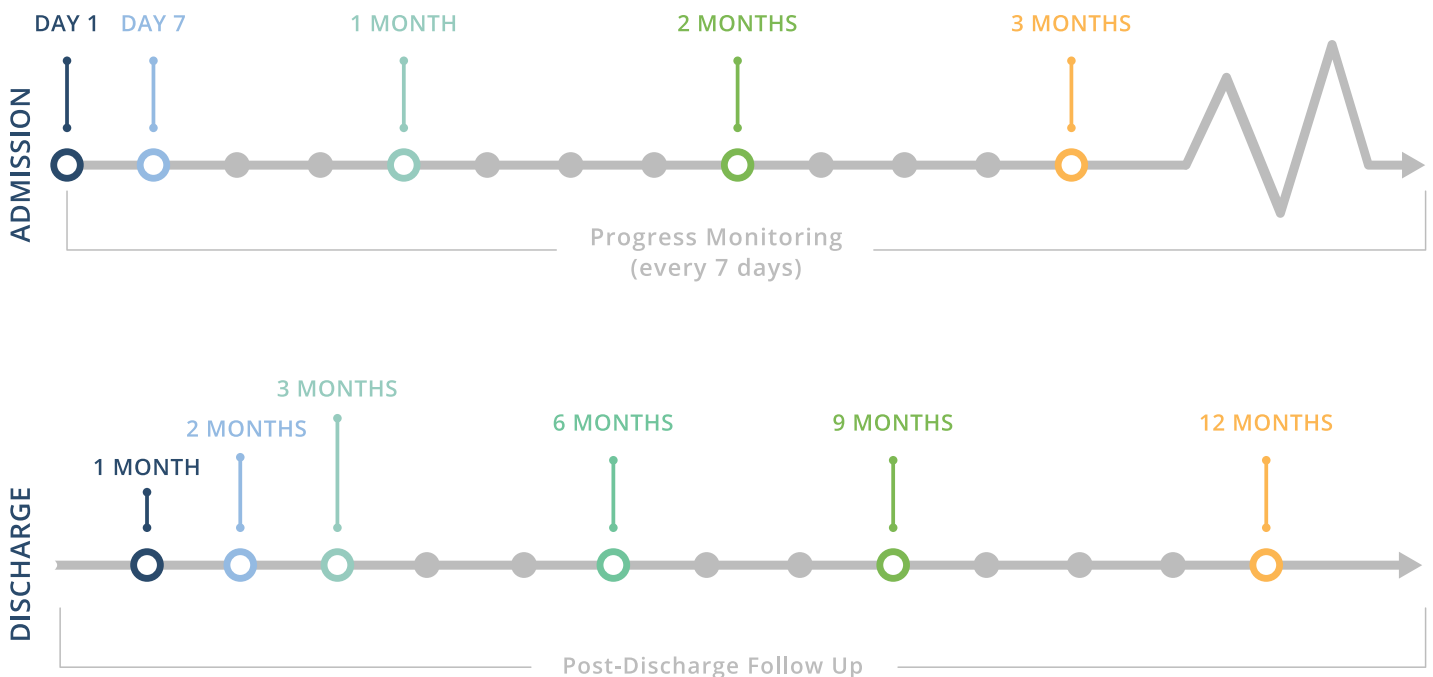 DAY 1
DAY 7
1 MONTH
2 MONTHS
3 MONTHS
ADMISSION
Progress Monitoring
(every 7 days)
3 MONTHS
2 MONTHS
1 MONTH
6 MONTHS
9 MONTHS
12 MONTHS
DISCHARGE
Post-Discharge Follow Up